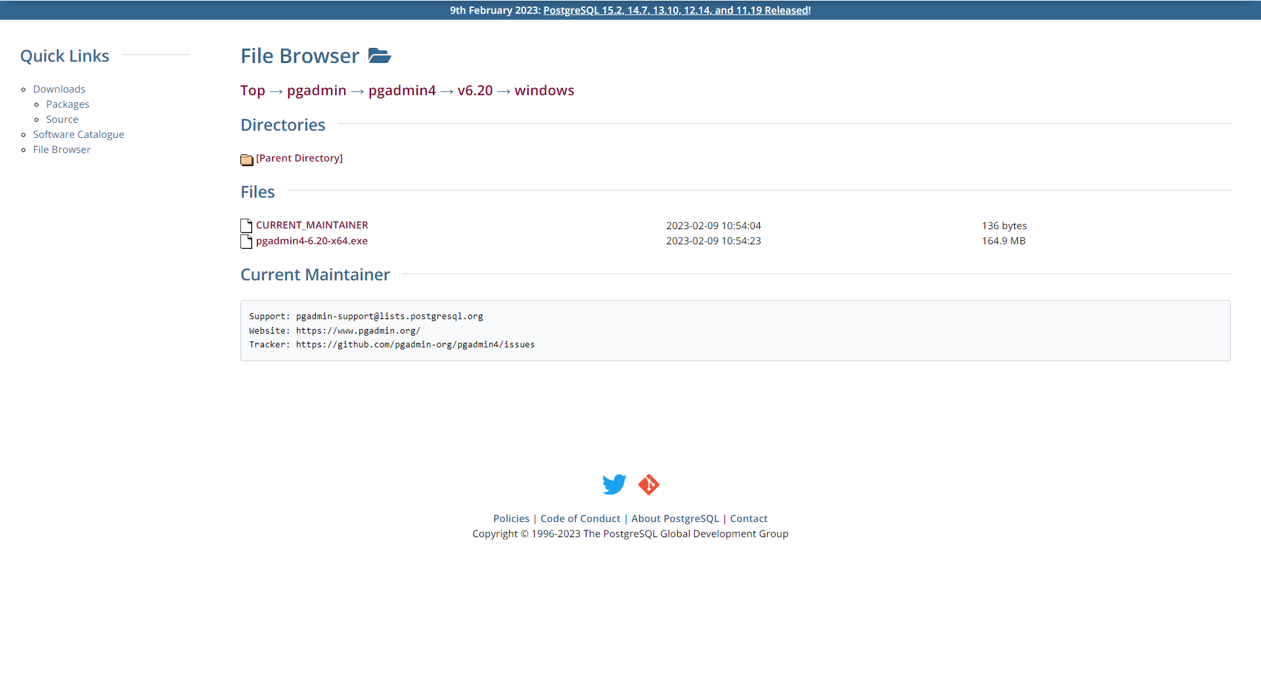 9th February 2023: PostgreSQL 15.2, 14.7, 13.10, 12.14, and 11.19 Released!
Quick Links
Downloads
Packages
Source
Software Catalogue
File Browser
File Browser
Top → pgadmin → pgadmin4 → v6.20 → windows
Directories
[Parent Directory]
Files
CURRENT_MAINTAINER 2023-02-09 10:54:04 136 bytes
pgadmin4-6.20-x64.exe 2023-02-09 10:54:23 164.9 MB
Current Maintainer
Support: pgadmin-support@lists.postgresql.org
Website: https://www.pgadmin.org/
Tracker: https://github.com/pgadmin-org/pgadmin4/issues
Policies | Code of Conduct | About PostgreSQL | Contact
Copyright © 1996-2023 The PostgreSQL Global Development Group